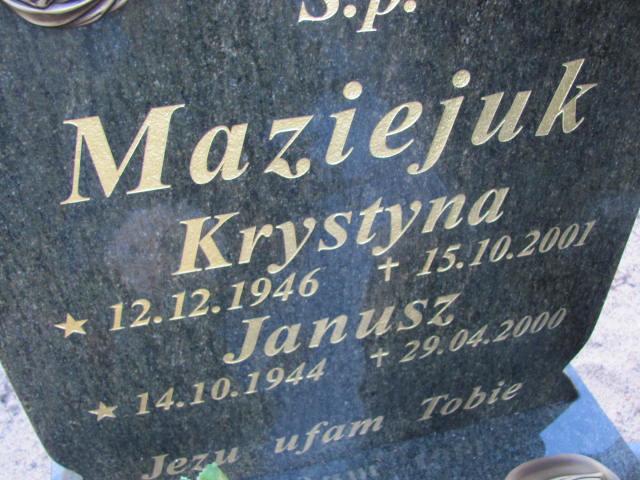 Ś.p.
Maziejuk
Krystyna
★ 12.12.1946 ✝ 15.10.2001
Janusz
★ 14.10.1944 ✝ 29.04.2000
Jezu ufam Tobie